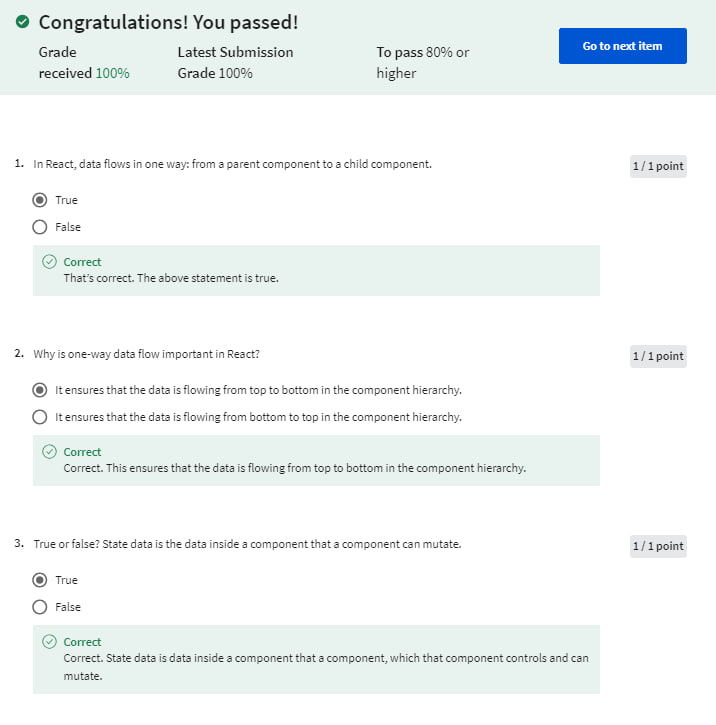 Congratulations! You passed!
Grade received 100%
Latest Submission Grade 100%
To pass 80% or higher
Go to next item
1. In React, data flows in one way: from a parent component to a child component.
1 / 1 point
True
False
Correct
That's correct. The above statement is true.
2. Why is one-way data flow important in React?
1 / 1 point
It ensures that the data is flowing from top to bottom in the component hierarchy.
It ensures that the data is flowing from bottom to top in the component hierarchy.
Correct
Correct. This ensures that the data is flowing from top to bottom in the component hierarchy.
3. True or false? State data is the data inside a component that a component can mutate.
1 / 1 point
True
False
Correct
Correct. State data is data inside a component that a component, which that component controls and can
mutate.